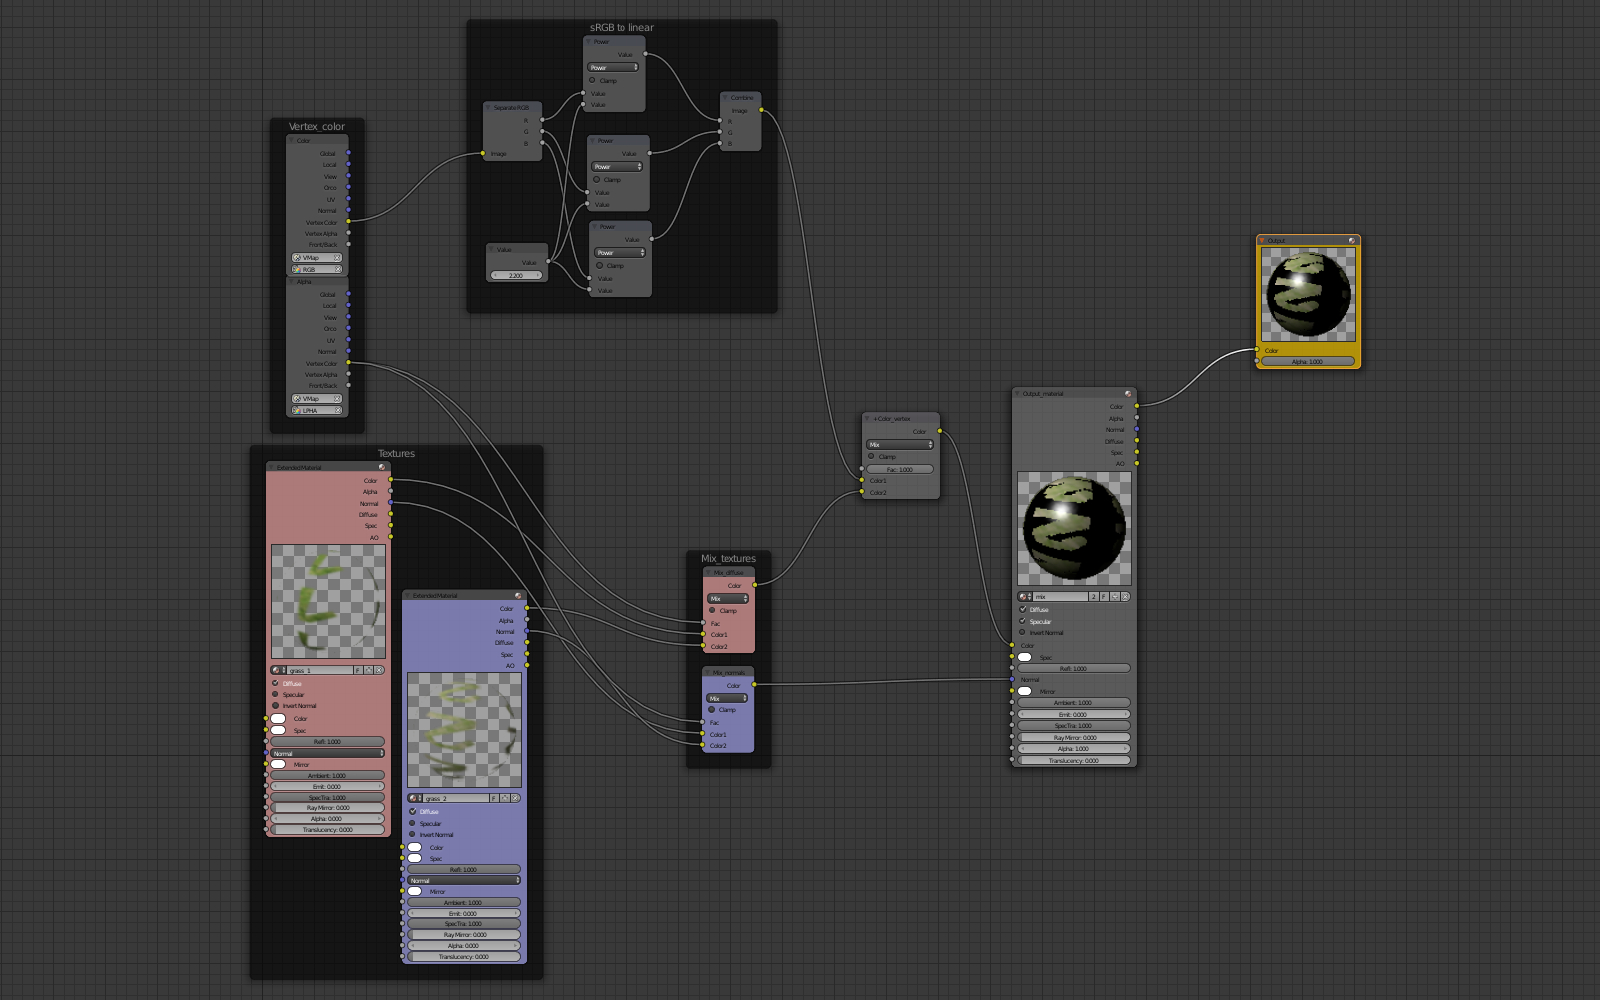 sRGB to linear
Power
Value
Power
Clamp
Value
Value
Separate RGB
R
G
B
Image
Power
Value
Power
Clamp
Value
Value
Power
Value
Power
Clamp
Value
Value
Value
Value
2.200
Combine
Image
R
G
B
Vertex_color
Color
Global
Local
View
Orco
UV
Normal
Vertex Color
Vertex Alpha
Front/Back
VMap
RGB
Alpha
Global
Local
View
Orco
UV
Normal
Vertex Color
Vertex Alpha
Front/Back
VMap
LPHA
Textures
Extended Material
Color
Alpha
Normal
Diffuse
Spec
AO
grass_1
F
Diffuse
Specular
Invert Normal
Color
Spec
Refl: 1.000
Normal
Mirror
Ambient: 1.000
Emit: 0.000
SpecTra: 1.000
Ray Mirror: 0.000
Alpha: 0.000
Translucency: 0.000
Extended Material
Color
Alpha
Normal
Diffuse
Spec
AO
grass_2
F
Diffuse
Specular
Invert Normal
Color
Spec
Refl: 1.000
Normal
Mirror
Ambient: 1.000
Emit: 0.000
SpecTra: 1.000
Ray Mirror: 0.000
Alpha: 0.000
Translucency: 0.000
Mix_textures
Mix_diffuse
Color
Mix
Clamp
Fac
Color1
Color2
Mix_normals
Color
Mix
Clamp
Fac
Color1
Color2
+Color_vertex
Color
Mix
Clamp
Fac: 1.000
Color1
Color2
Output_material
Color
Alpha
Normal
Diffuse
Spec
AO
mix
2 F
Diffuse
Specular
Invert Normal
Color
Spec
Refl: 1.000
Normal
Mirror
Ambient: 1.000
Emit: 0.000
SpecTra: 1.000
Ray Mirror: 0.000
Alpha: 1.000
Translucency: 0.000
Output
Color
Alpha: 1.000